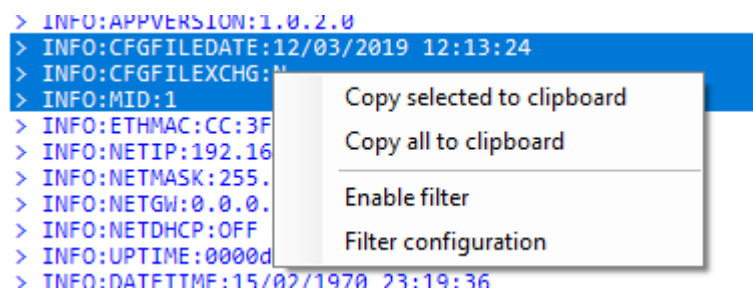 > INFO:APPVERSION:1.0.2.0
> INFO:CFGFILEDATE:12/03/2019 12:13:24
> INFO:CFGFILEXCHG:N
> INFO:MID:1
> INFO:ETHMAC:CC:3F
> INFO:NETIP:192.16
> INFO:NETMASK:255.
> INFO:NETGW:0.0.0.
> INFO:NETDHCP:OFF
> INFO:UPTIME:0000d
> INFO:DATETIME:15/02/1970 23:19:36
Copy selected to clipboard
Copy all to clipboard
Enable filter
Filter configuration